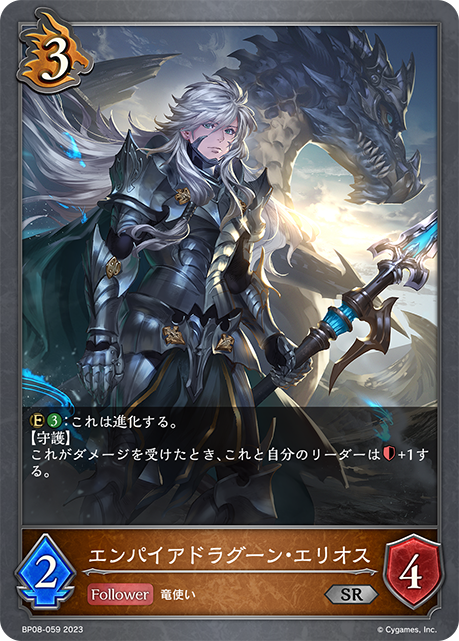 3
E 3:これは進化する。
【守護】
これがダメージを受けたとき、これと自分のリーダーは+1す
る。
エンパイアドラグーン・エリオス
2
Follower 竜使い
SR
4
BP08-059 2023
© Cygames, Inc.